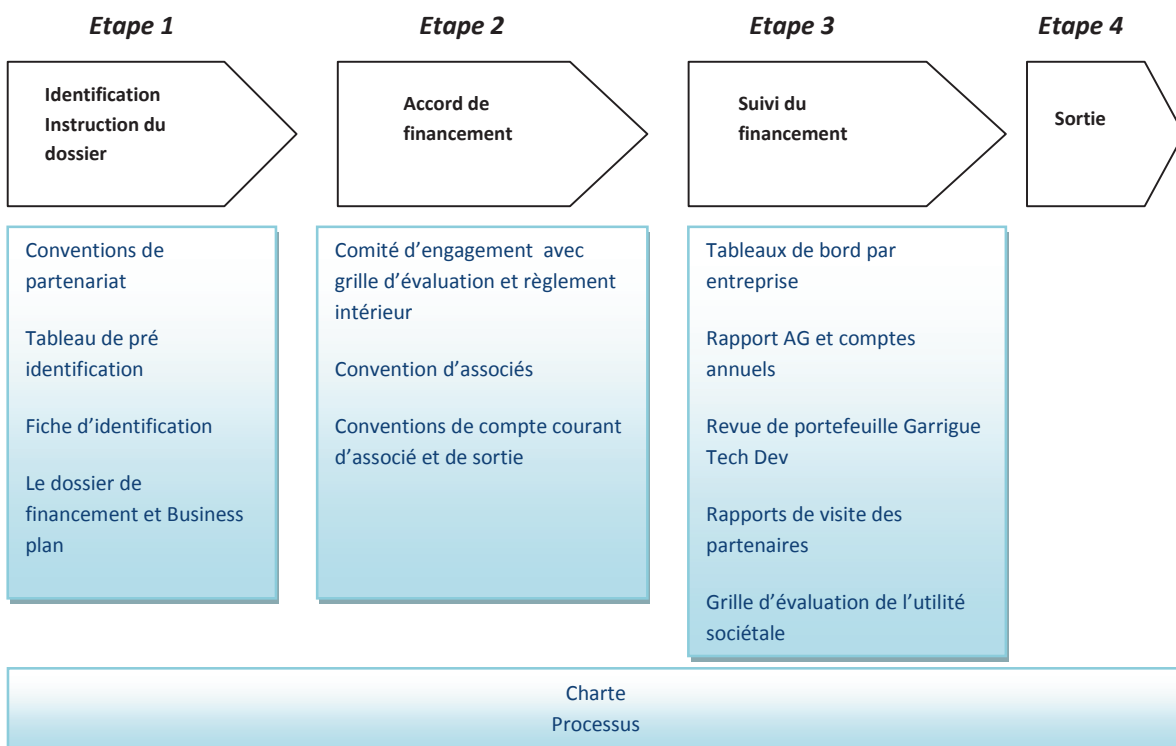 Etape 1
Etape 2
Etape 3
Etape 4
Identification
Instruction du
dossier
Accord de
financement
Suivi du
financement
Sortie
Conventions de
partenariat
Tableau de pré
identification
Fiche d’identification
Le dossier de
financement et Business
plan
Comité d’engagement avec
grille d’évaluation et règlement
intérieur
Convention d’associés
Conventions de compte courant
d’associé et de sortie
Tableaux de bord par
entreprise
Rapport AG et comptes
annuels
Revue de portefeuille Garrigue
Tech Dev
Rapports de visite des
partenaires
Grille d’évaluation de l’utilité
sociétale
Charte
Processus